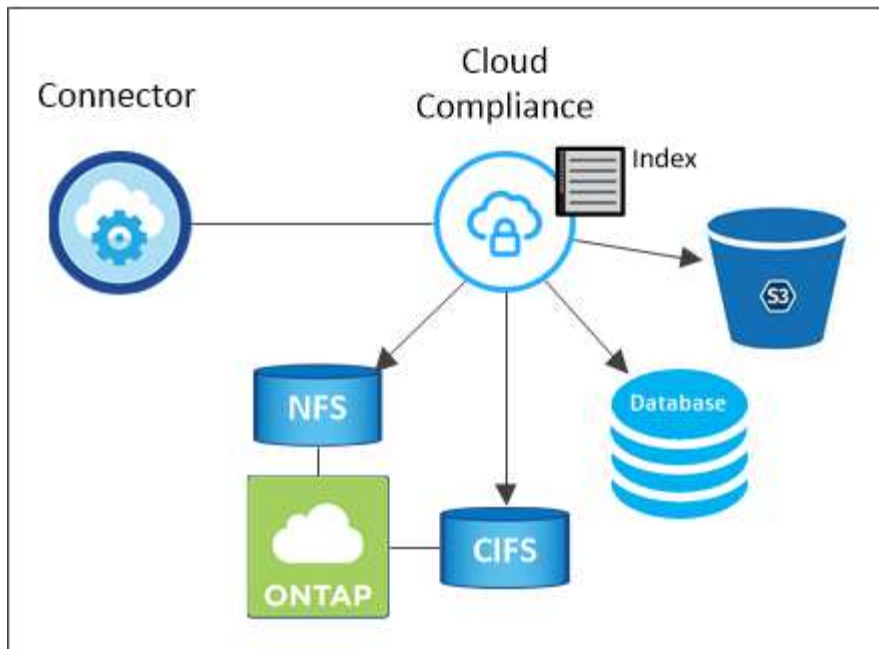 Connector
Cloud
Compliance
Index
S3
NFS
Database
CIFS
ONTAP